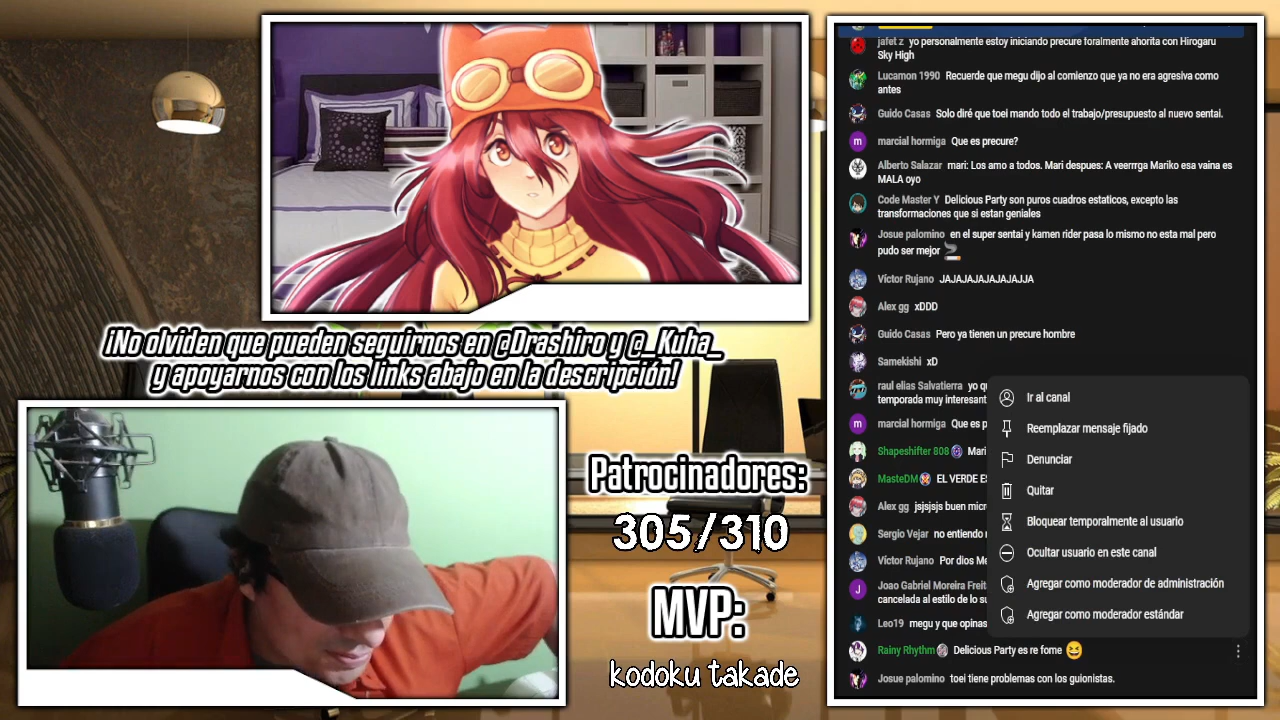 ¡No olviden que pueden seguirnos en @Drashiro y @_Kuha_
y apoyarnos con los links abajo en la descripción!
Patrocinadores:
305/310
MVP:
kodoku takade
jafet z yo personalmente estoy iniciando precure foralmente ahorita con Hirogaru
Sky High
Lucamon 1990 Recuerde que megu dijo al comienzo que ya no era agresiva como
antes
Guido Casas Solo diré que toei mando todo el trabajo/presupuesto al nuevo sentai.
m marcial hormiga Que es precure?
Alberto Salazar mari: Los amo a todos. Mari despues: A veerrrga Mariko esa vaina es
MALA oyo
Code Master Y Delicious Party son puros cuadros estaticos, excepto las
transformaciones que si estan geniales
Josue palomino en el super sentai y kamen rider pasa lo mismo no esta mal pero
pudo ser mejor
Víctor Rujano JAJAJAJAJAJAJAJJA
Alex gg xDDD
Guido Casas Pero ya tienen un precure hombre
Samekishi xD
raul elias Salvatierra yo
temporada muy interesant
m marcial hormiga Que es p
Shapeshifter 808 Mari
MasteDM EL VERDE ES
Alex gg jsjsjsjs buen micr
Sergio Vejar no entiendo
Víctor Rujano Por dios Me
J Joao Gabriel Moreira Freit
cancelada al estilo de lo su
Leo19 megu y que opinas
Rainy Rhythm Delicious Party es re fome
Josue palomino toei tiene problemas con los guionistas.
Ir al canal
Reemplazar mensaje fijado
Denunciar
Quitar
Bloquear temporalmente al usuario
Ocultar usuario en este canal
Agregar como moderador de administración
Agregar como moderador estándar